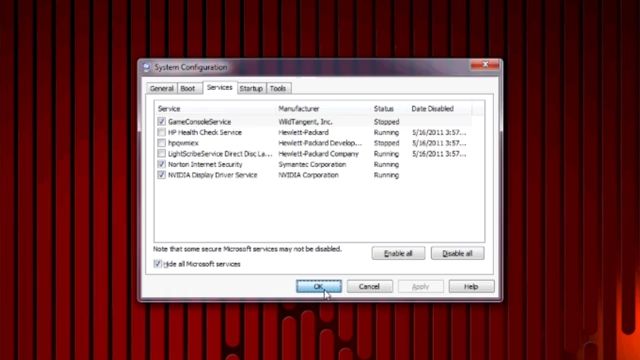 System Configuration
General Boot Services Startup Tools
Service Manufacturer Status Date Disabled
GameConsoleService WildTangent, Inc. Stopped
HP Health Check Service Hewlett-Packard Running 5/16/2011 3:57...
hpqwmiex Hewlett-Packard Develop... Stopped 5/16/2011 3:57...
LightScribeService Direct Disc La... Hewlett-Packard Company Running 5/16/2011 3:57...
Norton Internet Security Symantec Corporation Running
NVIDIA Display Driver Service NVIDIA Corporation Running
Note that some secure Microsoft services may not be disabled.
Enable all Disable all
Hide all Microsoft services
OK Cancel Apply Help